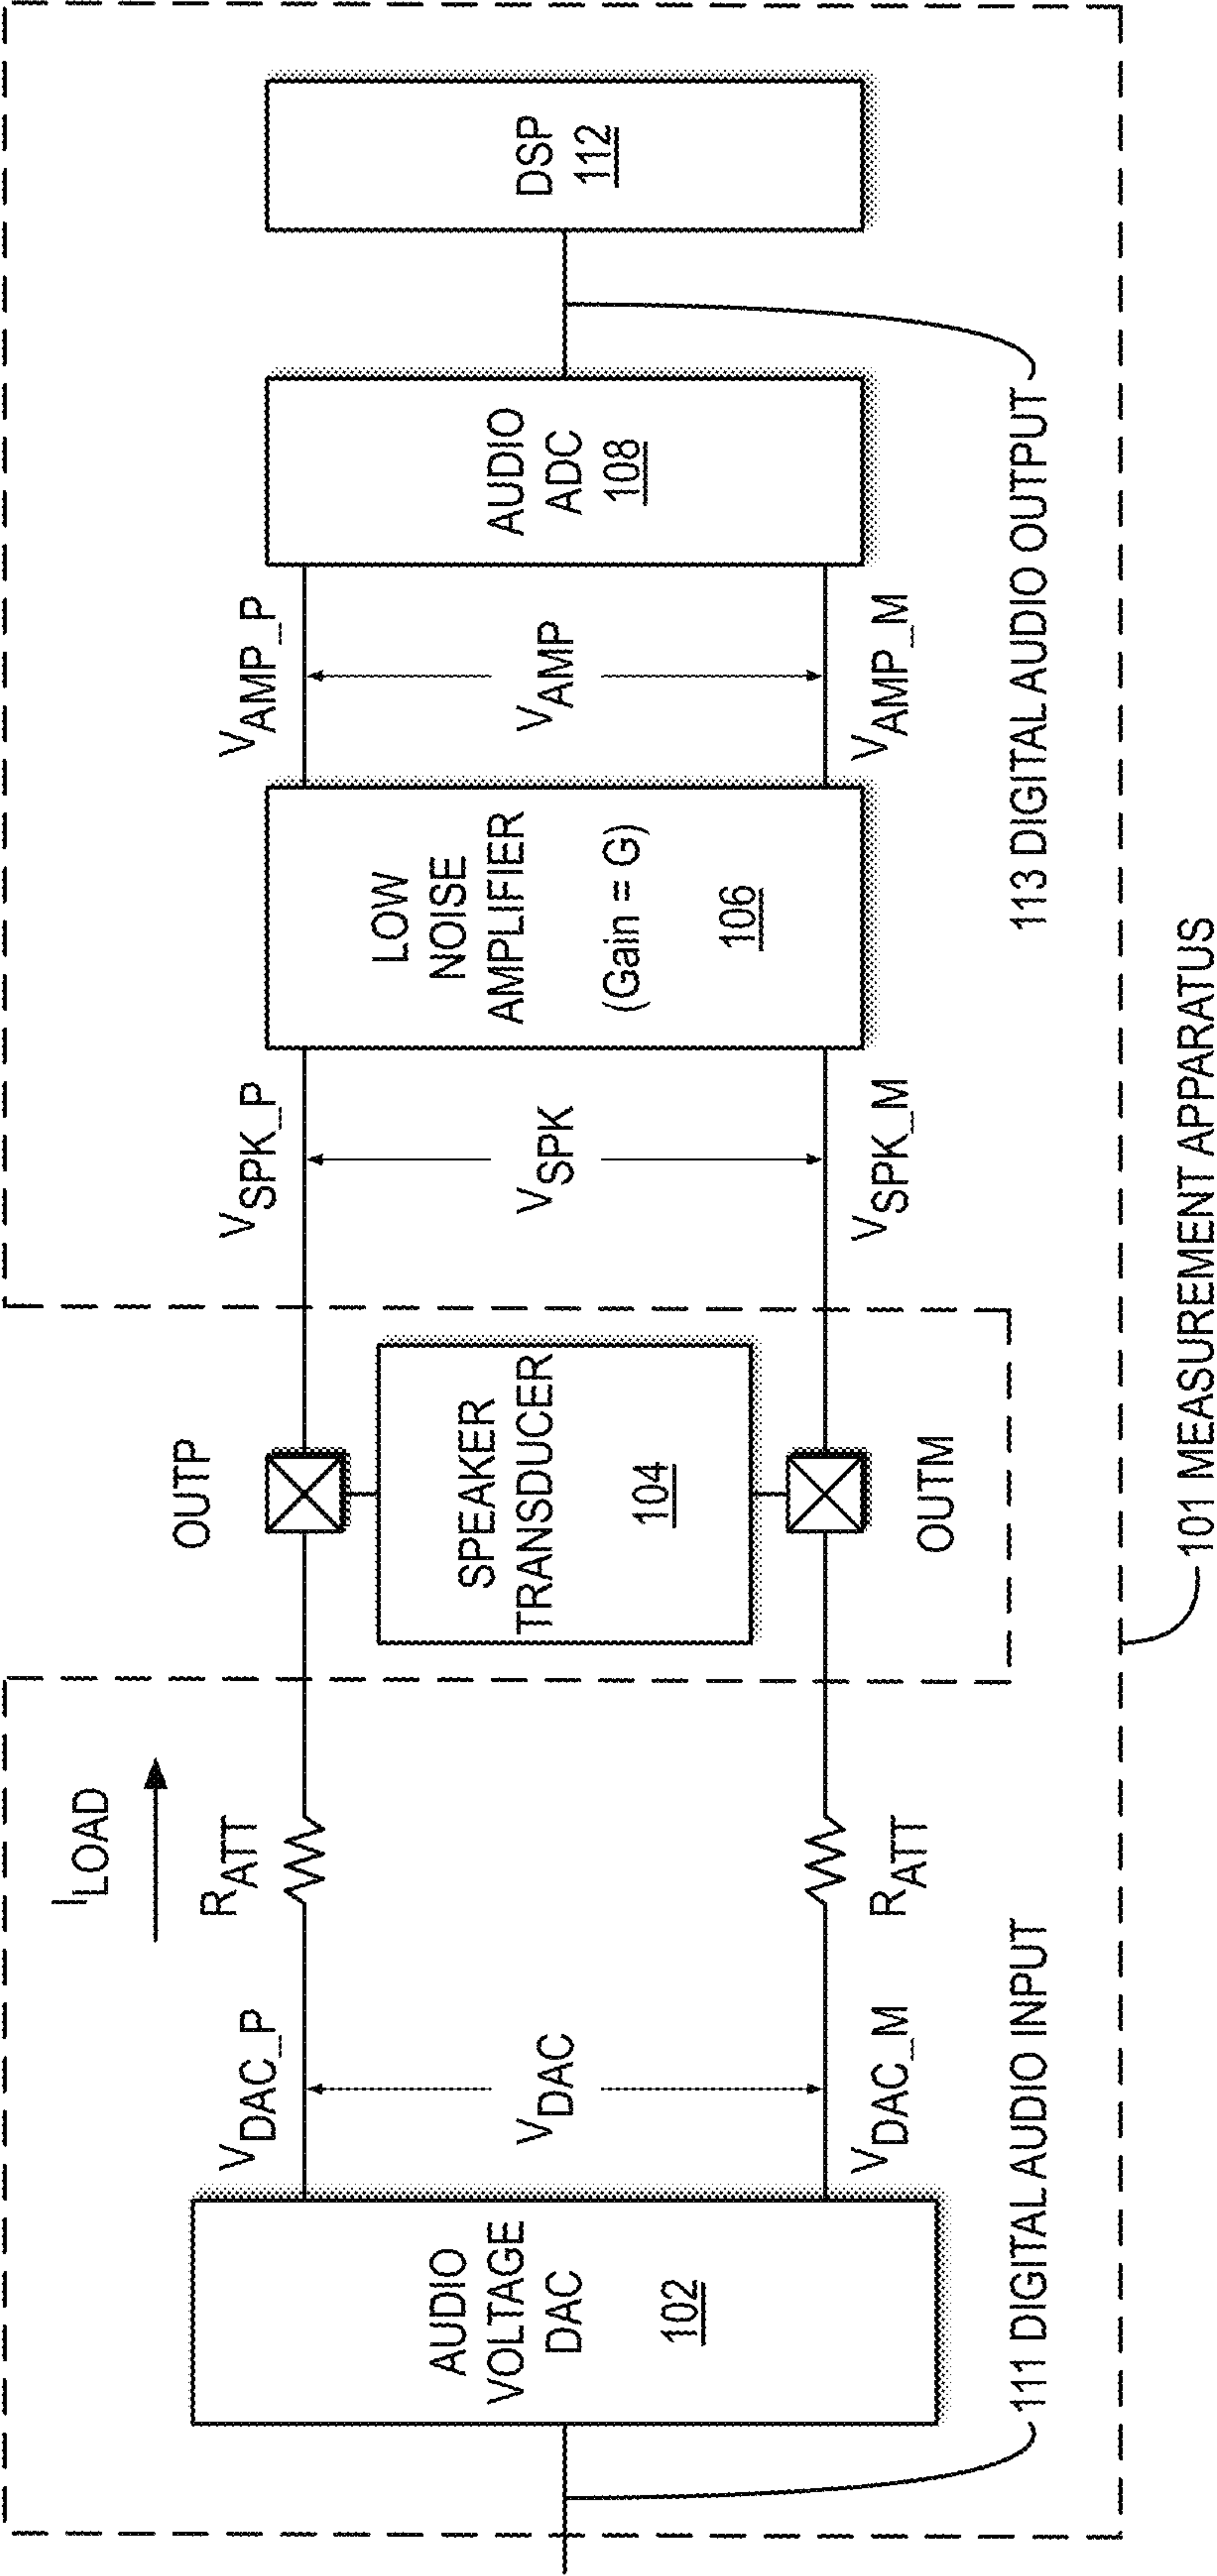 AUDIO
VOLTAGE
DAC
102
111 DIGITAL AUDIO INPUT
VDAC_P
VDAC
VDAC_M
ILOAD
RATT
RATT
OUTP
SPEAKER
TRANSDUCER
104
OUTM
101 MEASUREMENT APPARATUS
VSPK_P
VSPK
VSPK_M
LOW
NOISE
AMPLIFIER
(Gain = G)
106
VAMP_P
VAMP
VAMP_M
AUDIO
ADC
108
113 DIGITAL AUDIO OUTPUT
DSP
112